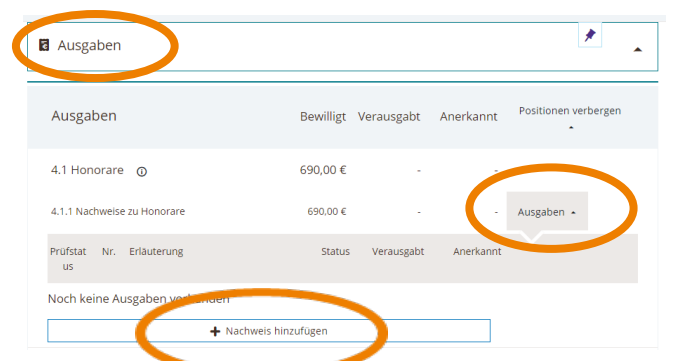 Ausgaben
Ausgaben Bewilligt Verausgabt Anerkannt Positionen verbergen
4.1 Honorare 690,00 € - -
4.1.1 Nachweise zu Honorare 690,00 € - - Ausgaben
Prüfstat us Nr. Erläuterung Status Verausgabt Anerkannt
Noch keine Ausgaben vorhanden
+ Nachweis hinzufügen